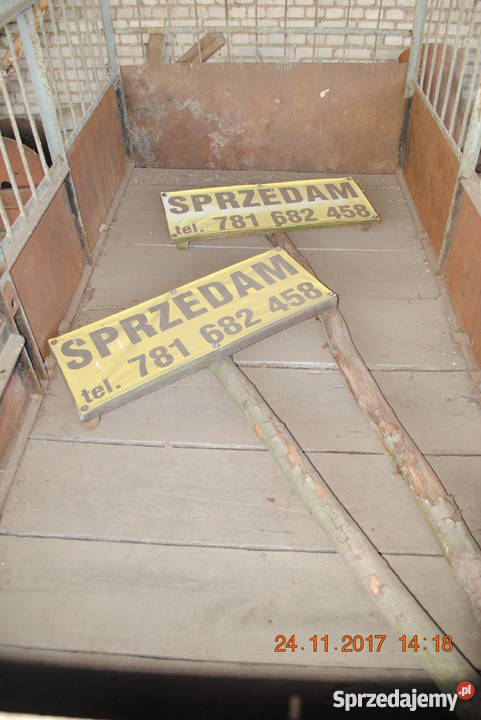 SPRZEDAM
tel. 781 682 458
SPRZEDAM
tel. 781 682 458
24.11.2017 14:18
Sprzedajemy.pl